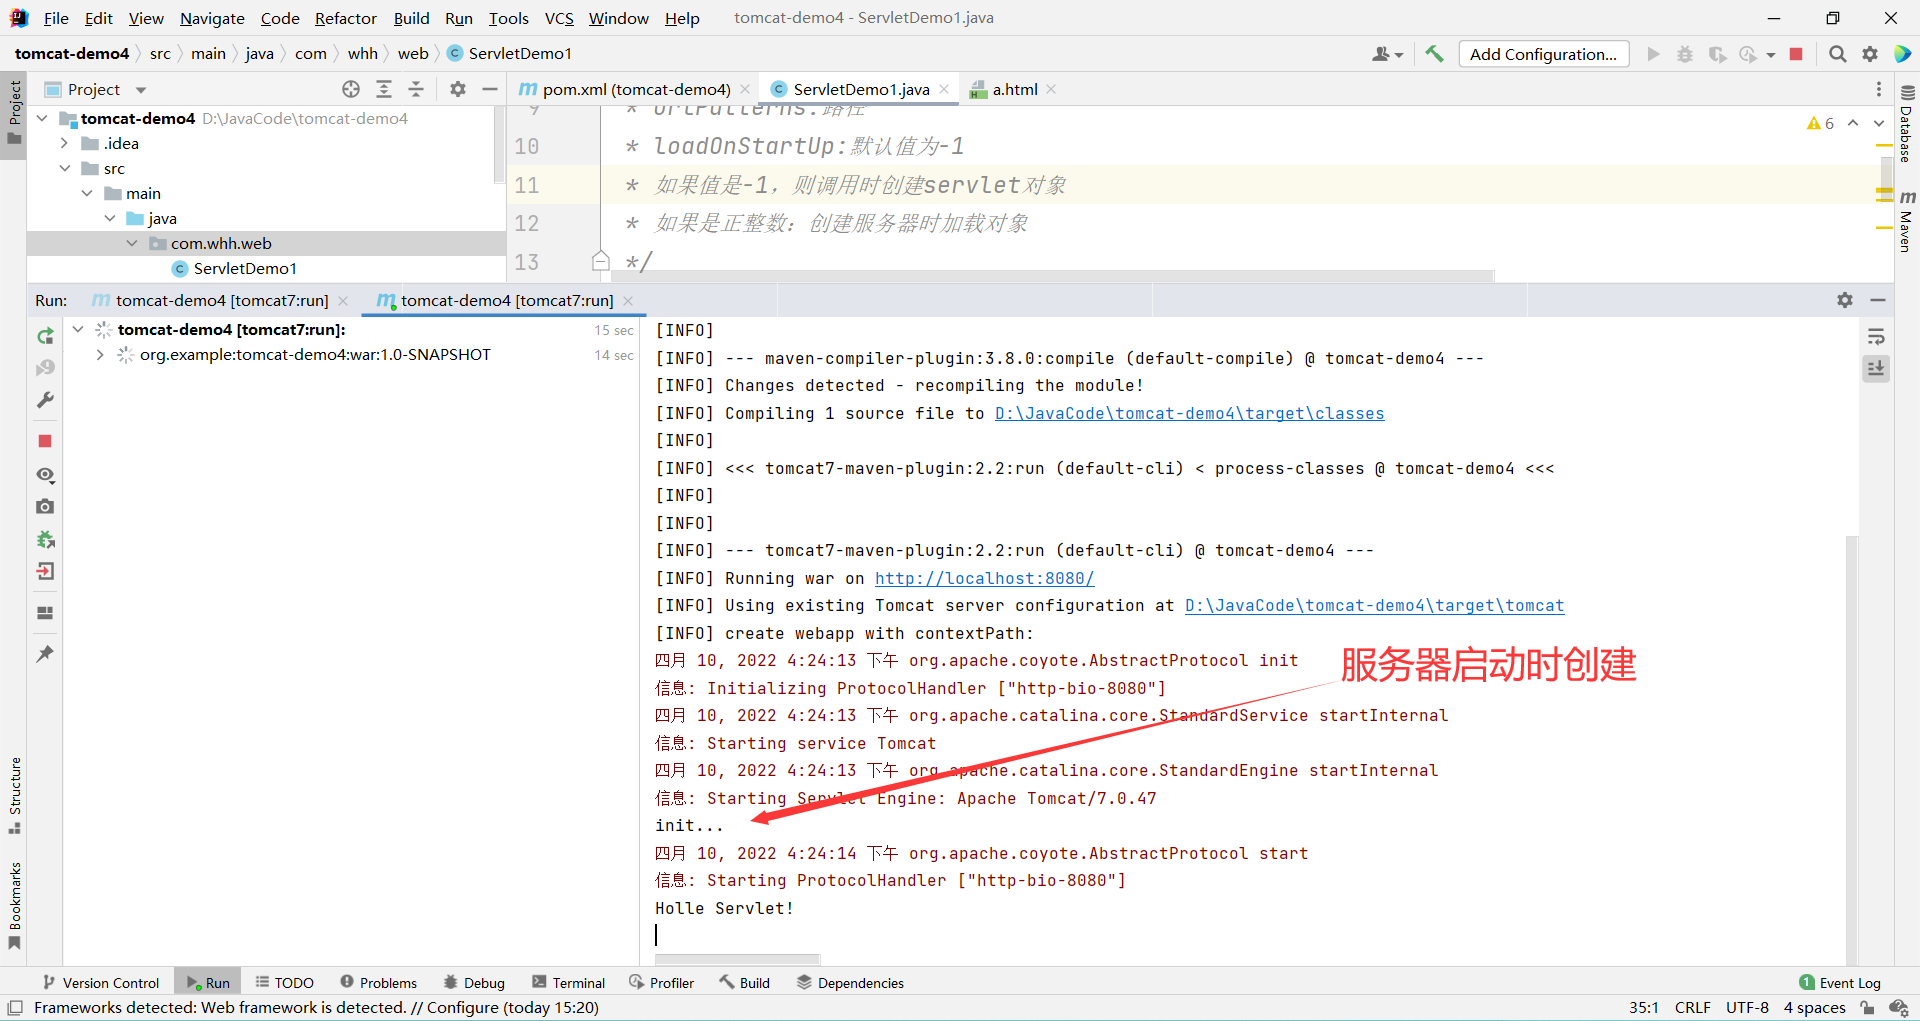 File Edit View Navigate Code Refactor Build Run Tools VCS Window Help tomcat-demo4 - ServletDemo1.java
tomcat-demo4 src main java com whh web ServletDemo1 Add Configuration...
Project
Project
pom.xml (tomcat-demo4) ServletDemo1.java a.html
tomcat-demo4 D:\JavaCode\tomcat-demo4
.idea
src
main
java
com.whh.web
ServletDemo1
9 * urlPatterns:路径
10 * loadOnStartUp:默认值为-1
11 * 如果值是-1，则调用时创建servlet对象
12 * 如果是正整数：创建服务器时加载对象
13 */
6
Database
Maven
Run: tomcat-demo4 [tomcat7:run] tomcat-demo4 [tomcat7:run]
tomcat-demo4 [tomcat7:run]: 15 sec
org.example:tomcat-demo4:war:1.0-SNAPSHOT 14 sec
[INFO]
[INFO] --- maven-compiler-plugin:3.8.0:compile (default-compile) @ tomcat-demo4 ---
[INFO] Changes detected - recompiling the module!
[INFO] Compiling 1 source file to D:\JavaCode\tomcat-demo4\target\classes
[INFO]
[INFO] <<< tomcat7-maven-plugin:2.2:run (default-cli) < process-classes @ tomcat-demo4 <<<
[INFO]
[INFO]
[INFO] --- tomcat7-maven-plugin:2.2:run (default-cli) @ tomcat-demo4 ---
[INFO] Running war on http://localhost:8080/
[INFO] Using existing Tomcat server configuration at D:\JavaCode\tomcat-demo4\target\tomcat
[INFO] create webapp with contextPath:
四月 10, 2022 4:24:13 下午 org.apache.coyote.AbstractProtocol init
服务器启动时创建
信息: Initializing ProtocolHandler ["http-bio-8080"]
四月 10, 2022 4:24:13 下午 org.apache.catalina.core.StandardService startInternal
信息: Starting service Tomcat
四月 10, 2022 4:24:13 下午 org.apache.catalina.core.StandardEngine startInternal
信息: Starting Servlet Engine: Apache Tomcat/7.0.47
init...
四月 10, 2022 4:24:14 下午 org.apache.coyote.AbstractProtocol start
信息: Starting ProtocolHandler ["http-bio-8080"]
Holle Servlet!
Structure
Bookmarks
Version Control Run TODO Problems Debug Terminal Profiler Build Dependencies 1 Event Log
Frameworks detected: Web framework is detected. // Configure (today 15:20) 35:1 CRLF UTF-8 4 spaces